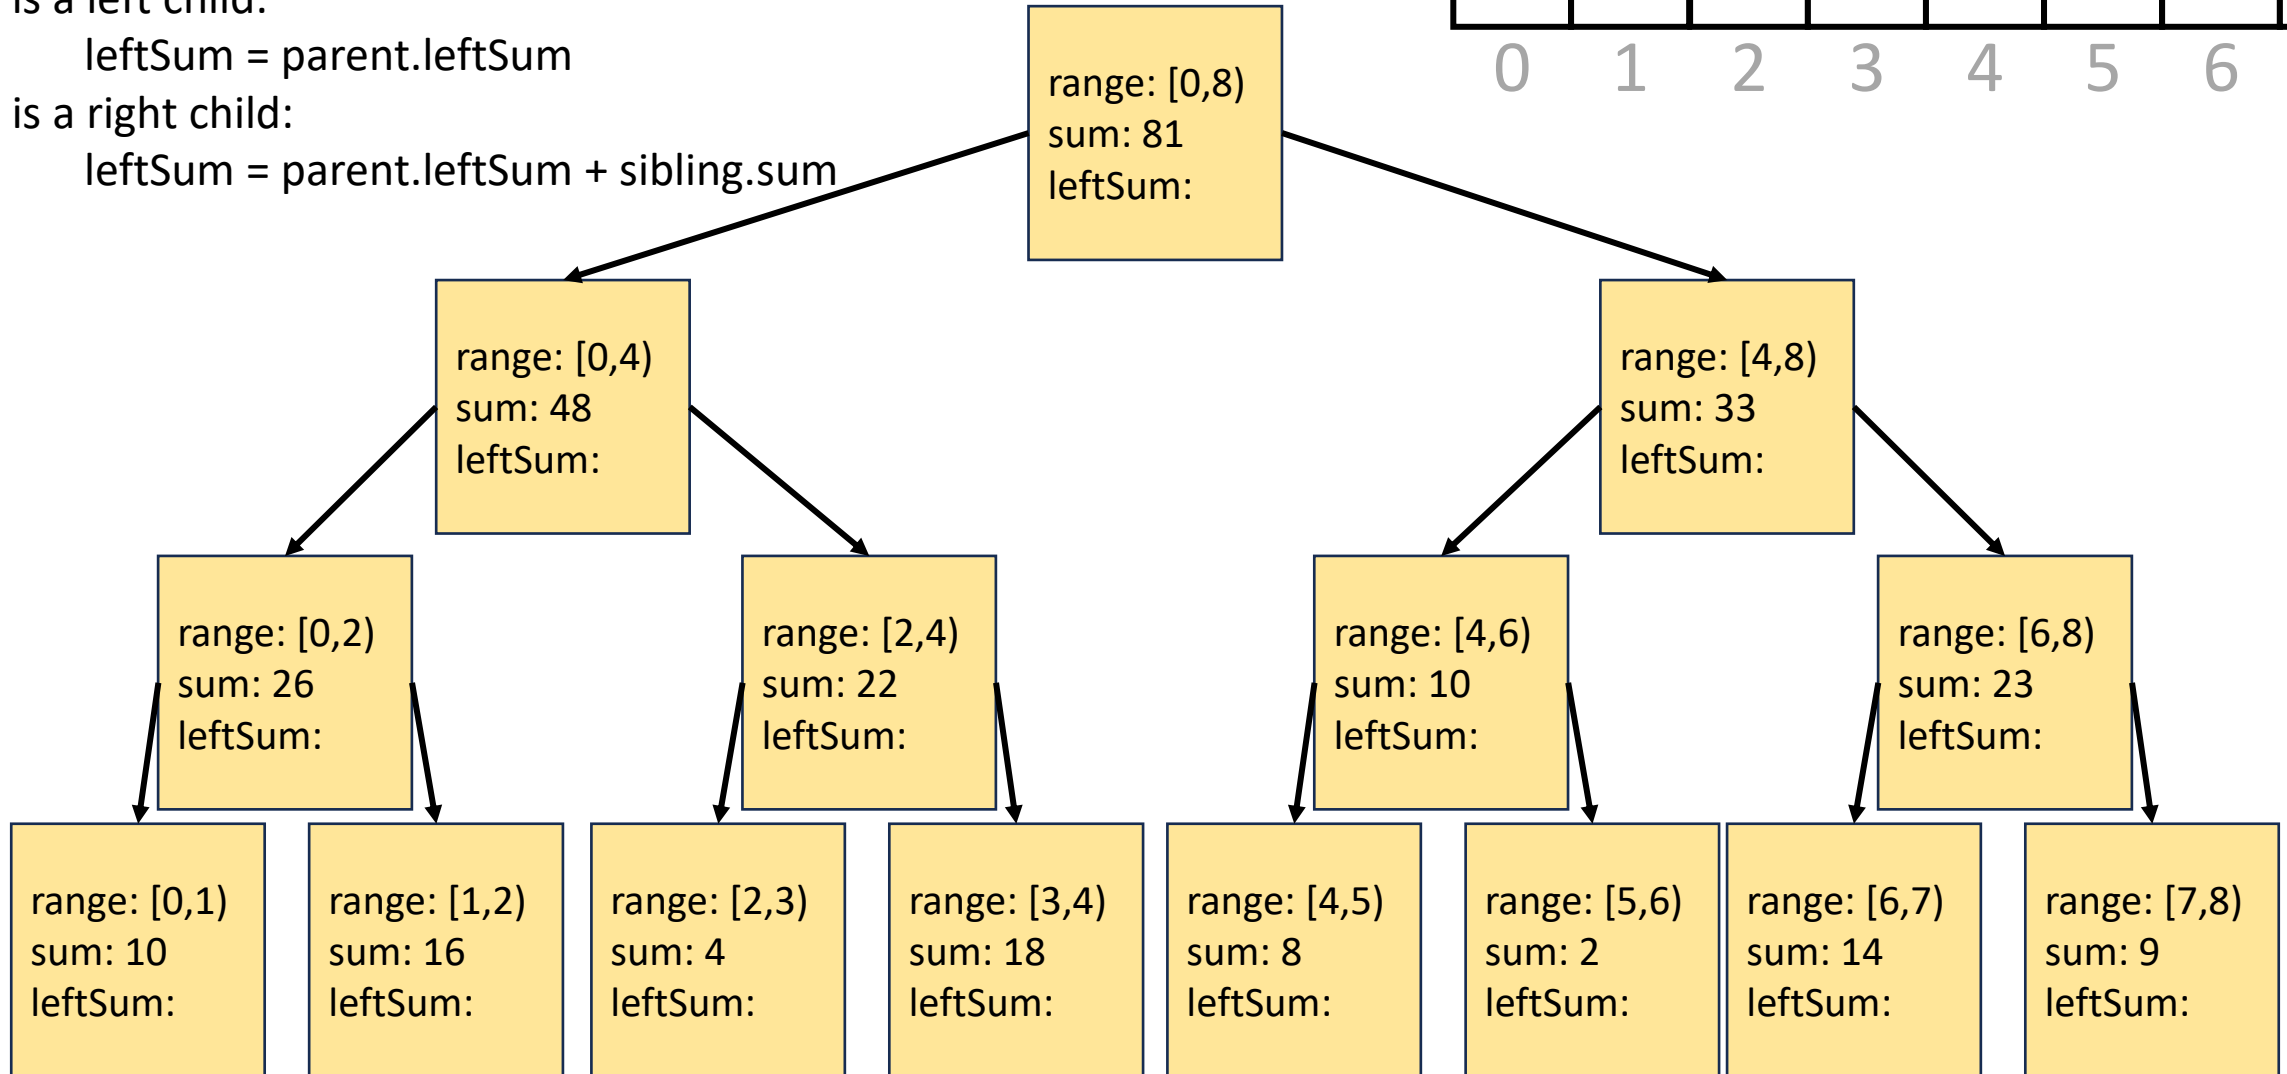 is a left child:
leftSum = parent.leftSum
is a right child:
leftSum = parent.leftSum + sibling.sum
0 1 2 3 4 5 6
range: [0,8)
sum: 81
leftSum:
range: [0,4)
sum: 48
leftSum:
range: [4,8)
sum: 33
leftSum:
range: [0,2)
sum: 26
leftSum:
range: [2,4)
sum: 22
leftSum:
range: [4,6)
sum: 10
leftSum:
range: [6,8)
sum: 23
leftSum:
range: [0,1)
sum: 10
leftSum:
range: [1,2)
sum: 16
leftSum:
range: [2,3)
sum: 4
leftSum:
range: [3,4)
sum: 18
leftSum:
range: [4,5)
sum: 8
leftSum:
range: [5,6)
sum: 2
leftSum:
range: [6,7)
sum: 14
leftSum:
range: [7,8)
sum: 9
leftSum: